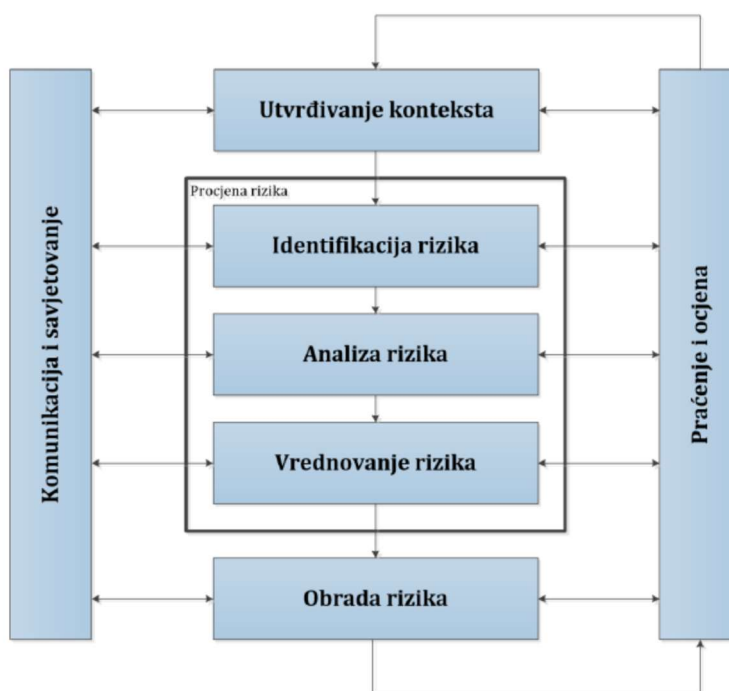 Utvrđivanje konteksta
Procjena rizika
Identifikacija rizika
Analiza rizika
Vrednovanje rizika
Obrada rizika
Komunikacija i savjetovanje
Praćenje i ocjena